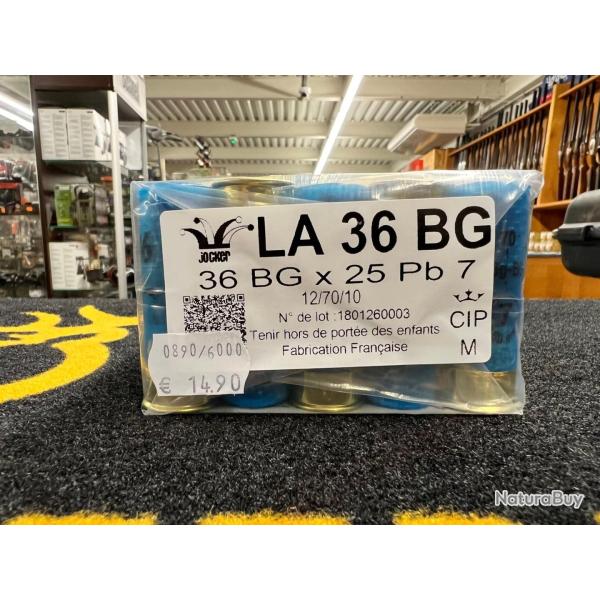 JOCKER
LA 36 BG
36 BG x 25 Pb 7
12/70/10
N° de lot :1801260003
CIP
Tenir hors de portée des enfants
Fabrication Française
M
0890/6000
€ 14.90
NaturaBuy